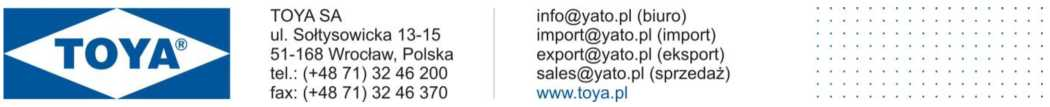 TOYA®
TOYA SA
ul. Sołtysowicka 13-15
51-168 Wrocław, Polska
tel.: (+48 71) 32 46 200
fax: (+48 71) 32 46 370
info@yato.pl (biuro)
import@yato.pl (import)
export@yato.pl (eksport)
sales@yato.pl (sprzedaż)
www.toya.pl